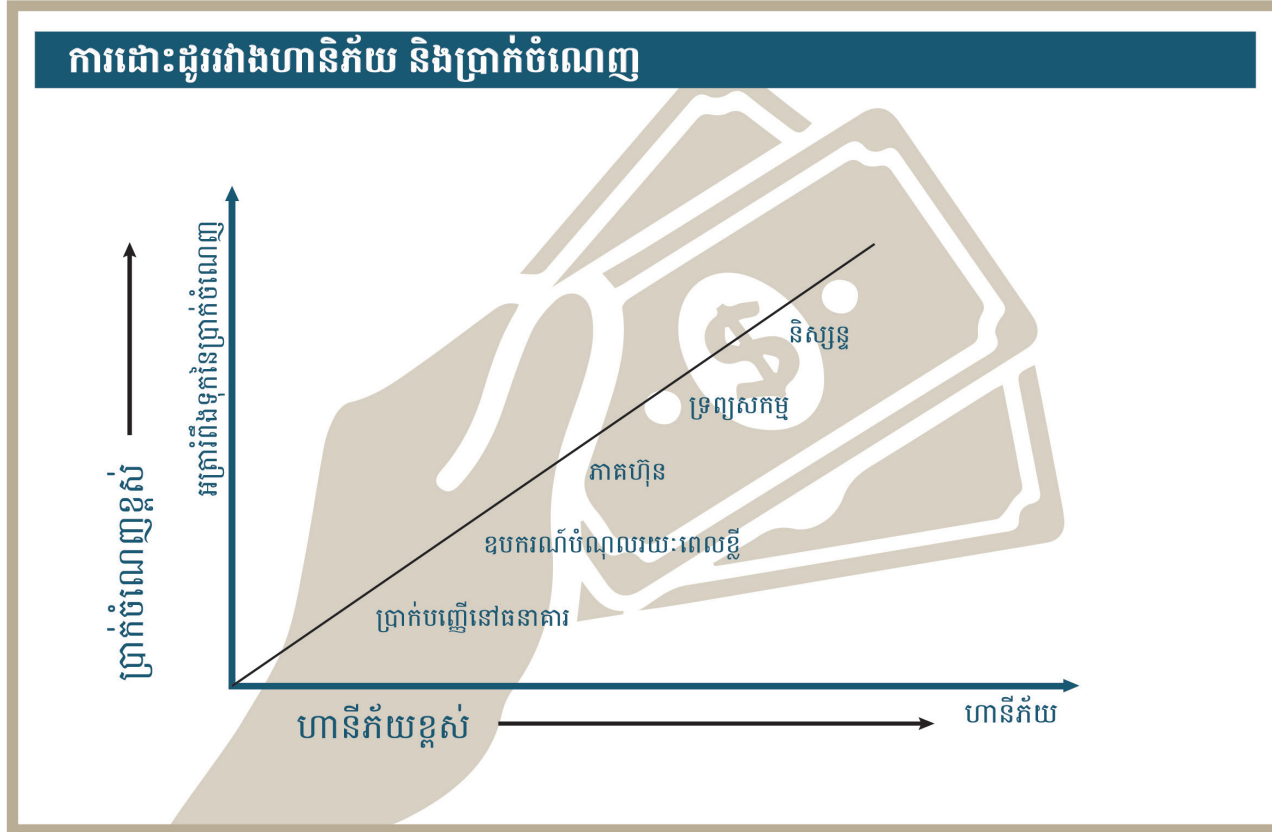 ការដោះដូររវាងហានិភ័យ និងប្រាក់ចំណេញ
អត្រារំពឹងទុកនៃប្រាក់ចំណេញ
ប្រាក់ចំណេញខ្ពស់
និស្សន្ទ
ទ្រព្យសកម្ម
ភាគហ៊ុន
ឧបករណ៍បំណុលរយៈពេលខ្លី
ប្រាក់បញ្ញើនៅធនាគារ
ហានីភ័យខ្ពស់
ហានីភ័យ